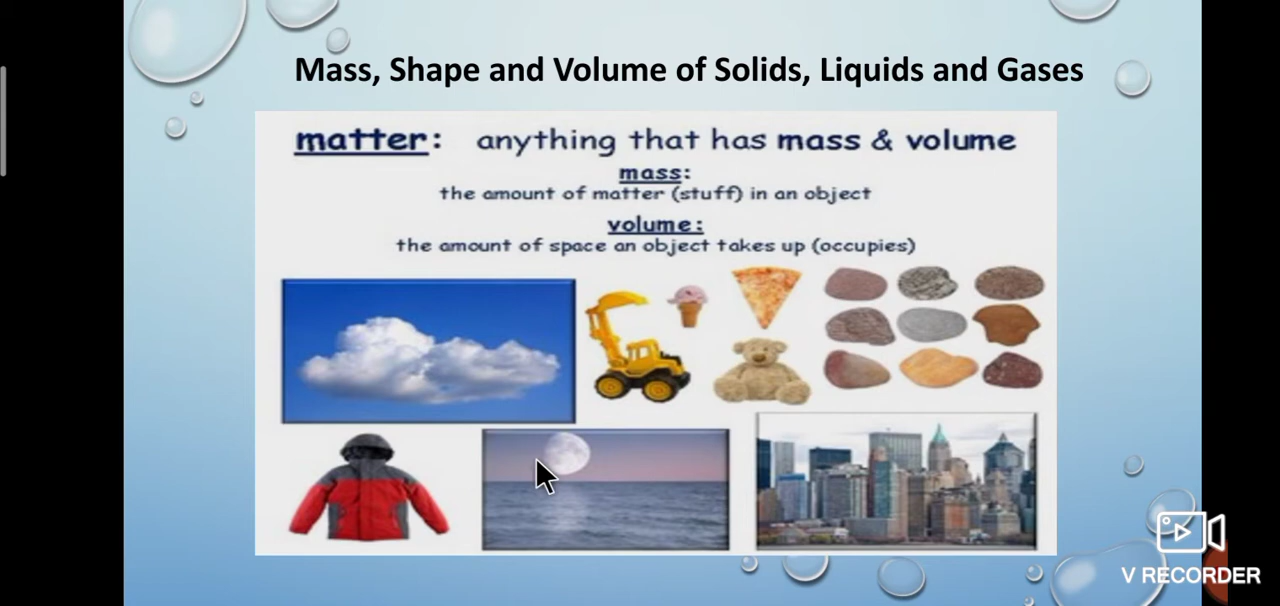 Mass, Shape and Volume of Solids, Liquids and Gases
matter: anything that has mass & volume
mass:
the amount of matter (stuff) in an object
volume:
the amount of space an object takes up (occupies)
V RECORDER